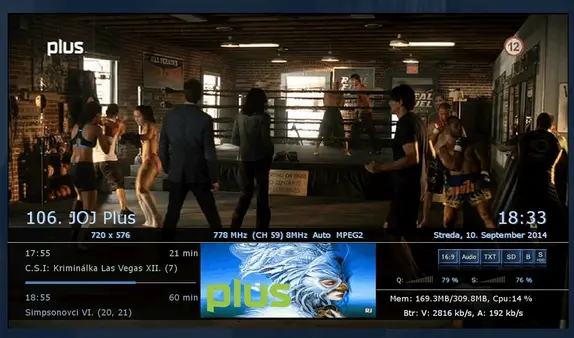 plus
12
106. JOJ Plus
18:33
720 x 576
778 MHz (CH 59) 8MHz Auto MPEG2
Streda, 10. September 2014
17:55
21 min
C.S.I: Kriminálka Las Vegas XII. (7)
18:55
60 min
Simpsonovci VI. (20, 21)
plus
RJ
16:9 Audio TXT SD B S
Q: 79 % S: 76 %
Mem: 169.3MB/309.8MB, Cpu:14 %
Btr: V: 2816 kb/s, A: 192 kb/s